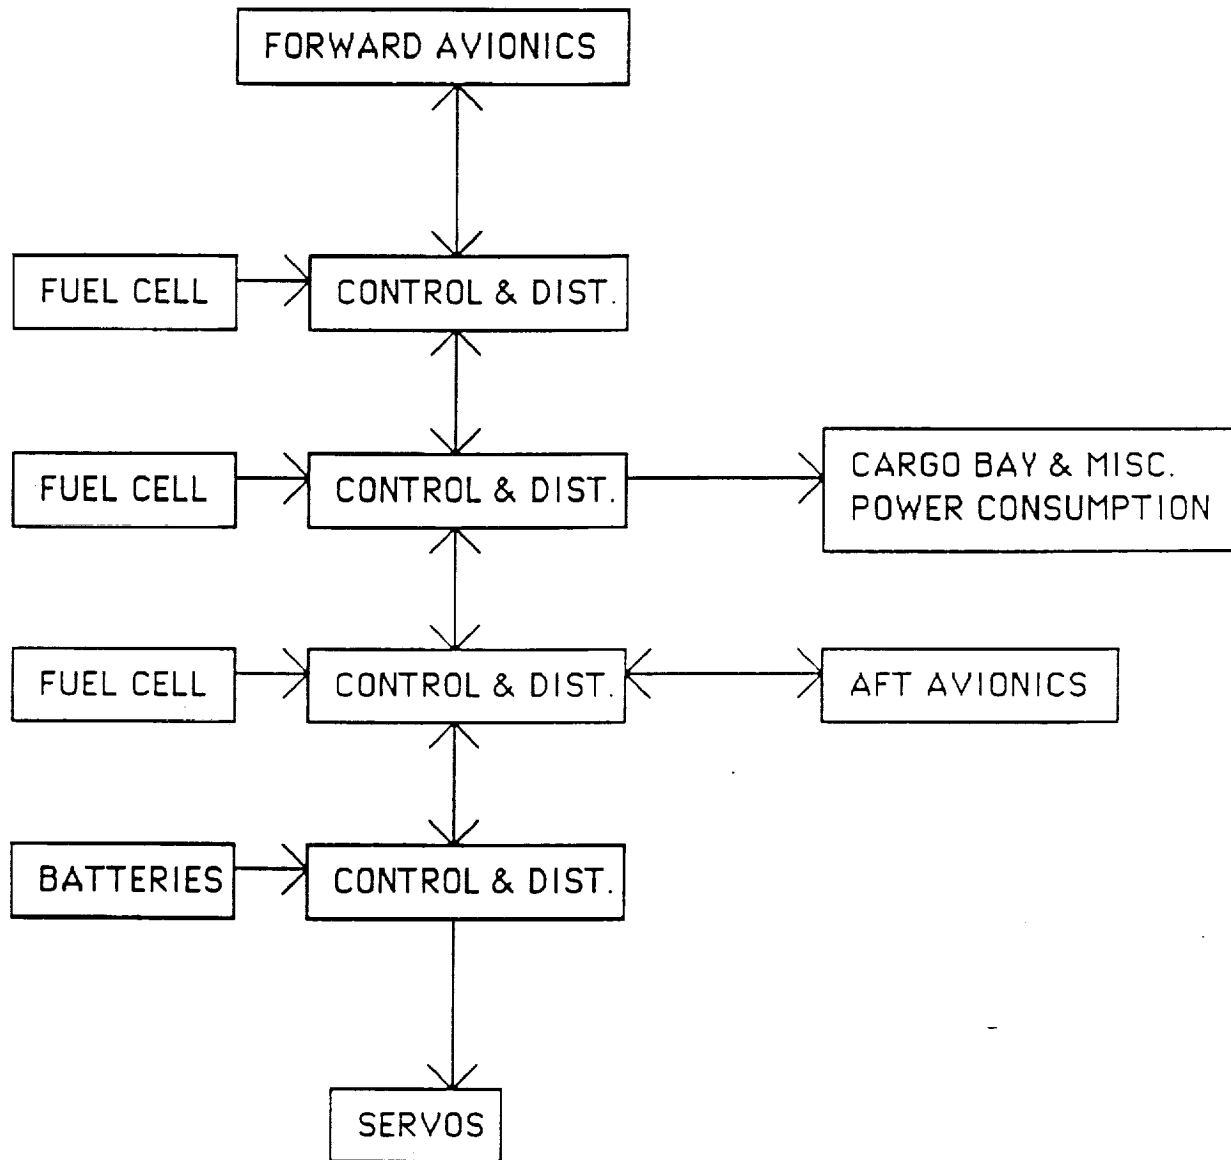 FORWARD AVIONICS
FUEL CELL
CONTROL & DIST.
FUEL CELL
CONTROL & DIST.
CARGO BAY & MISC.
POWER CONSUMPTION
FUEL CELL
CONTROL & DIST.
AFT AVIONICS
BATTERIES
CONTROL & DIST.
SERVOS